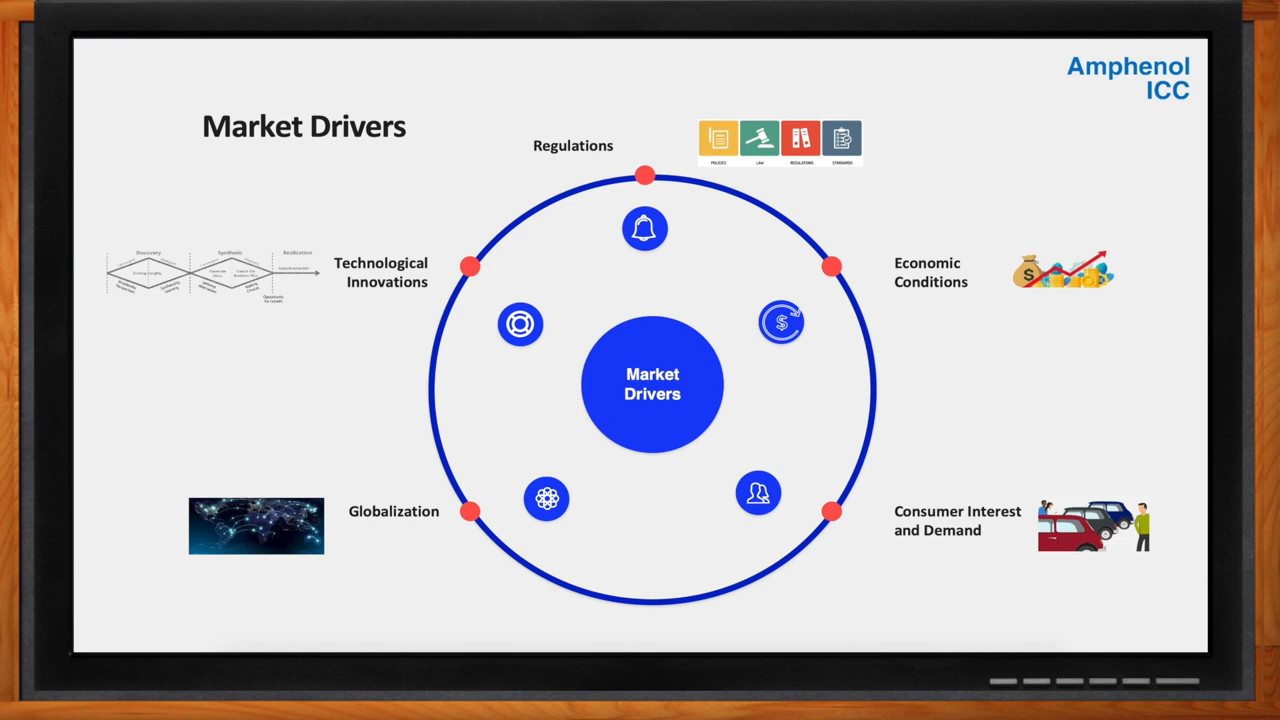 Amphenol
ICC
Market Drivers
Regulations
POLICIES
LAW
REGULATIONS
STANDARDS
Discovery
Synthesis
Realization
Technological
Innovations
Economic
Conditions
$
$
Market
Drivers
Globalization
Consumer Interest
and Demand